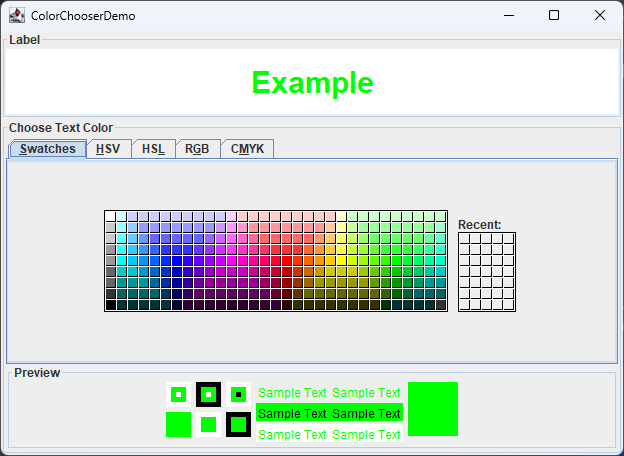 ColorChooserDemo
Label
Example
Choose Text Color
Swatches HSV HSL RGB CMYK
Recent:
Preview
Sample Text Sample Text
Sample Text Sample Text
Sample Text Sample Text